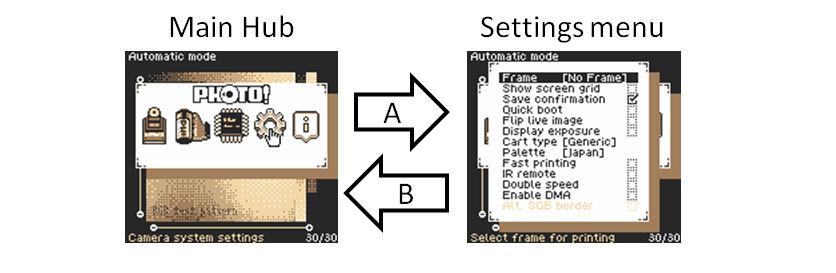 Main Hub
Settings menu
Automatic mode
PHOTO!
Camera system settings 30/30
A
B
Automatic mode
Frame [No Frame]
Show screen grid
Save confirmation
Quick boot
Flip live image
Display exposure
Cart type [Generic]
Palette [Japan]
Fast printing
IR remote
Double speed
Enable DMA
Alt. SGB border
Select frame for printing 30/30